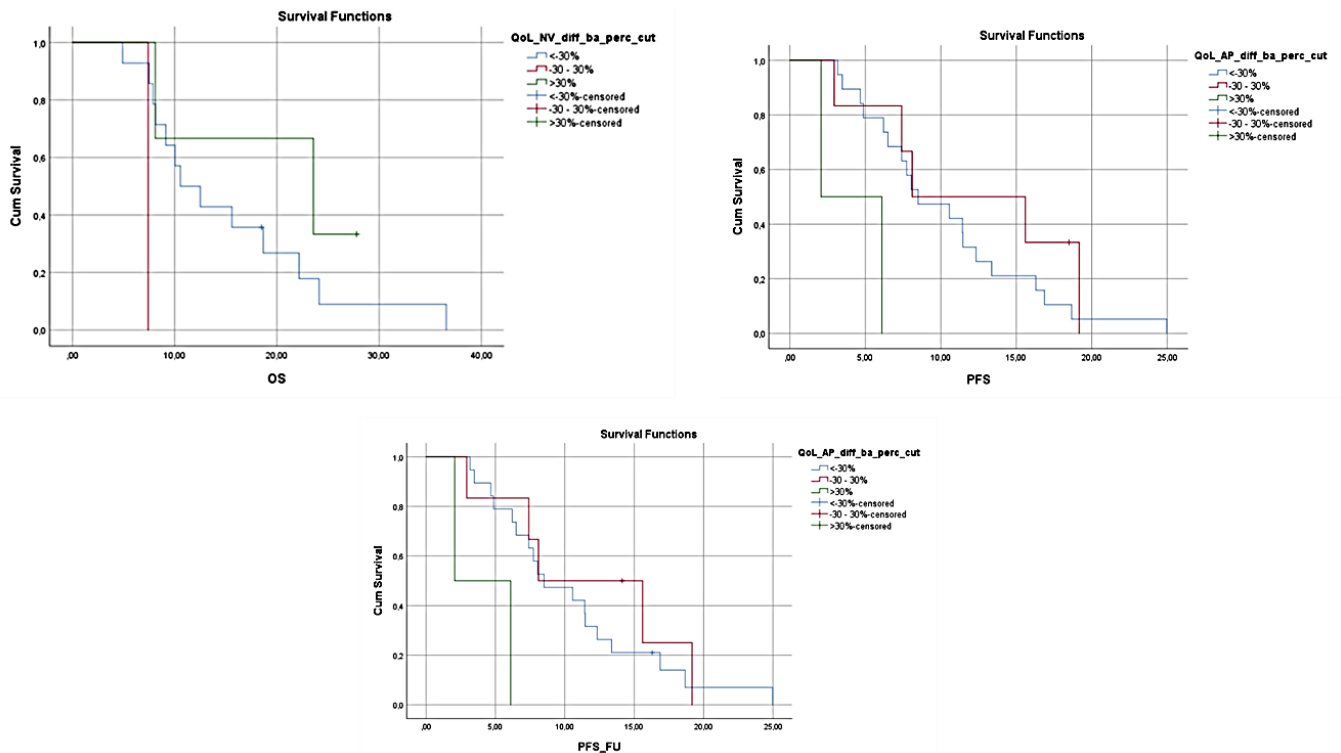 Survival Functions
QoL_NV_diff_ba_perc_cut
<-30%
-30 - 30%
>30%
<-30%-censored
-30 - 30%-censored
>30%-censored
Cum Survival
1,0
0,8
0,6
0,4
0,2
0,0
,00
10,00
20,00
30,00
40,00
OS
Survival Functions
QoL_AP_diff_ba_perc_cut
<-30%
-30 - 30%
>30%
<-30%-censored
-30 - 30%-censored
>30%-censored
Cum Survival
1,0
0,8
0,6
0,4
0,2
0,0
,00
5,00
10,00
15,00
20,00
25,00
PFS
Survival Functions
QoL_AP_diff_ba_perc_cut
<-30%
-30 - 30%
>30%
<-30%-censored
-30 - 30%-censored
>30%-censored
Cum Survival
1,0
0,8
0,6
0,4
0,2
0,0
,00
5,00
10,00
15,00
20,00
25,00
PFS_FU